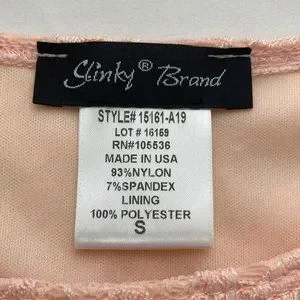 Slinky® Brand
STYLE# 15161-A19
LOT # 16159
RN#105536
MADE IN USA
93%NYLON
7%SPANDEX
LINING
100% POLYESTER
S